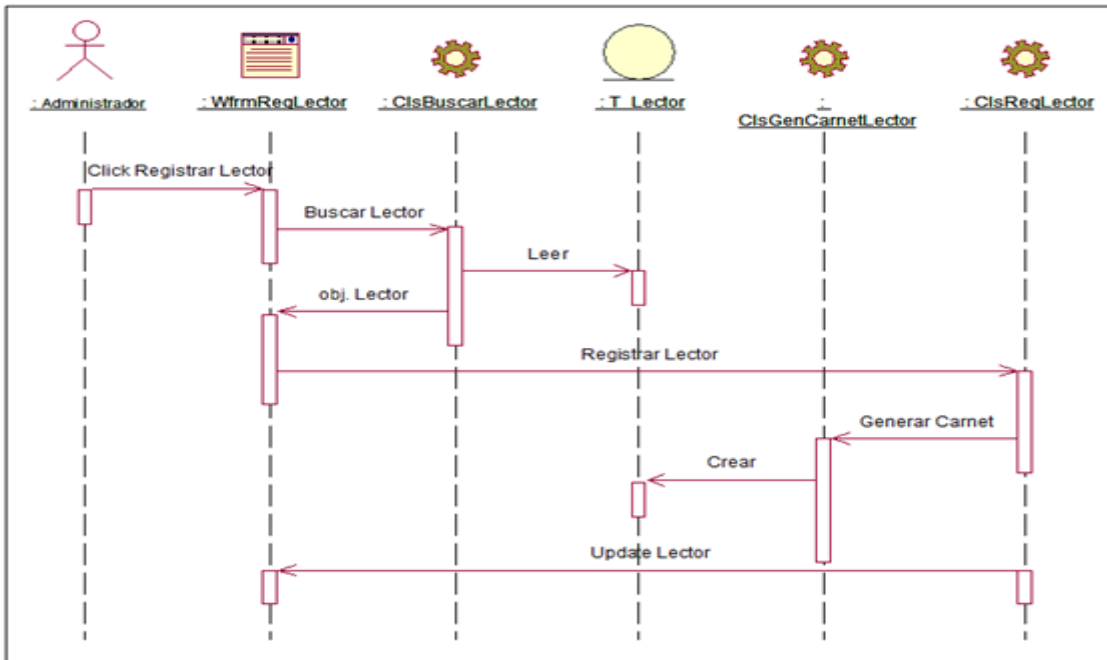 : Administrador
: WfrmRegLector
: ClsBuscarLector
: T_Lector
:
ClsGenCarnetLector
: ClsRegLector
Click Registrar Lector
Buscar Lector
Leer
obj. Lector
Registrar Lector
Generar Carnet
Crear
Update Lector